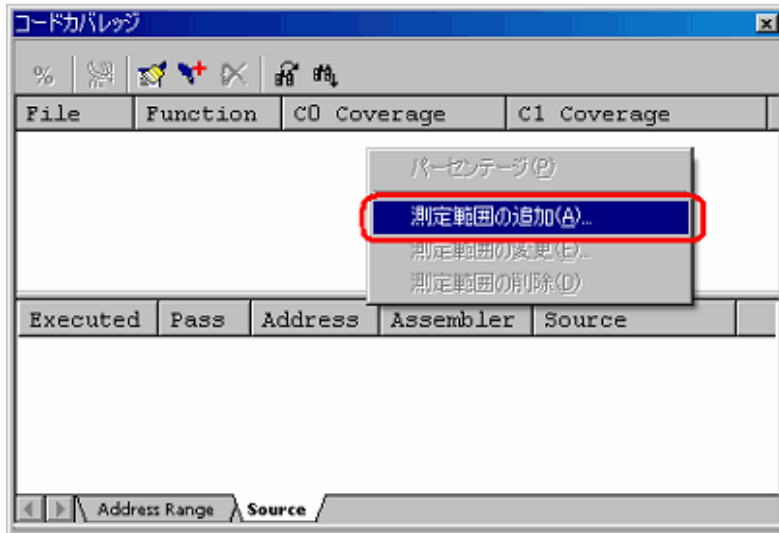 コードカバレッジ
%
File Function C0 Coverage C1 Coverage
パーセンテージ(P)
測定範囲の追加(A)...
測定範囲の変更(E)...
測定範囲の削除(D)
Executed Pass Address Assembler Source
Address Range Source